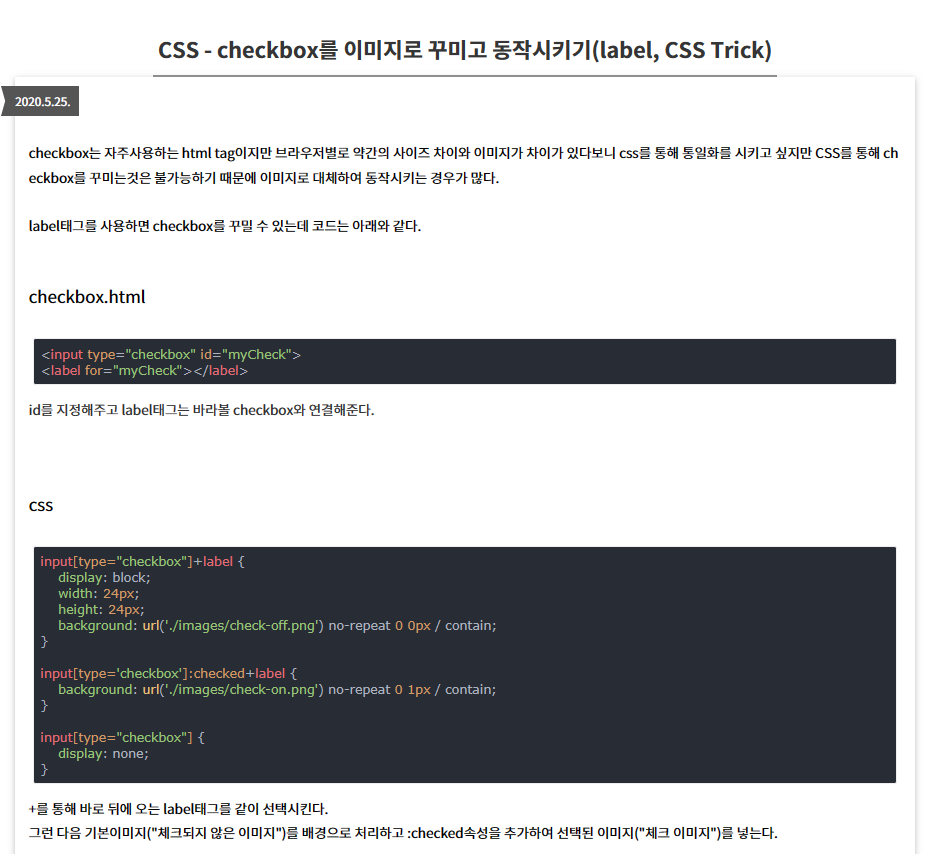 CSS - checkbox를 이미지로 꾸미고 동작시키기(label, CSS Trick)
2020.5.25.
checkbox는 자주사용하는 html tag이지만 브라우저별로 약간의 사이즈 차이와 이미지가 차이가 있다보니 css를 통해 통일화를 시키고 싶지만 CSS를 통해 ch
eckbox를 꾸미는것은 불가능하기 때문에 이미지로 대체하여 동작시키는 경우가 많다.
label태그를 사용하면 checkbox를 꾸밀 수 있는데 코드는 아래와 같다.
checkbox.html
<input type="checkbox" id="myCheck">
<label for="myCheck"></label>
id를 지정해주고 label태그는 바라볼 checkbox와 연결해준다.
css
input[type="checkbox"]+label {
    display: block;
    width: 24px;
    height: 24px;
    background: url('./images/check-off.png') no-repeat 0 0px / contain;
}
input[type='checkbox']:checked+label {
    background: url('./images/check-on.png') no-repeat 0 1px / contain;
}
input[type="checkbox"] {
    display: none;
}
+를 통해 바로 뒤에 오는 label태그를 같이 선택시킨다.
그런 다음 기본이미지("체크되지 않은 이미지")를 배경으로 처리하고 :checked속성을 추가하여 선택된 이미지("체크 이미지")를 넣는다.